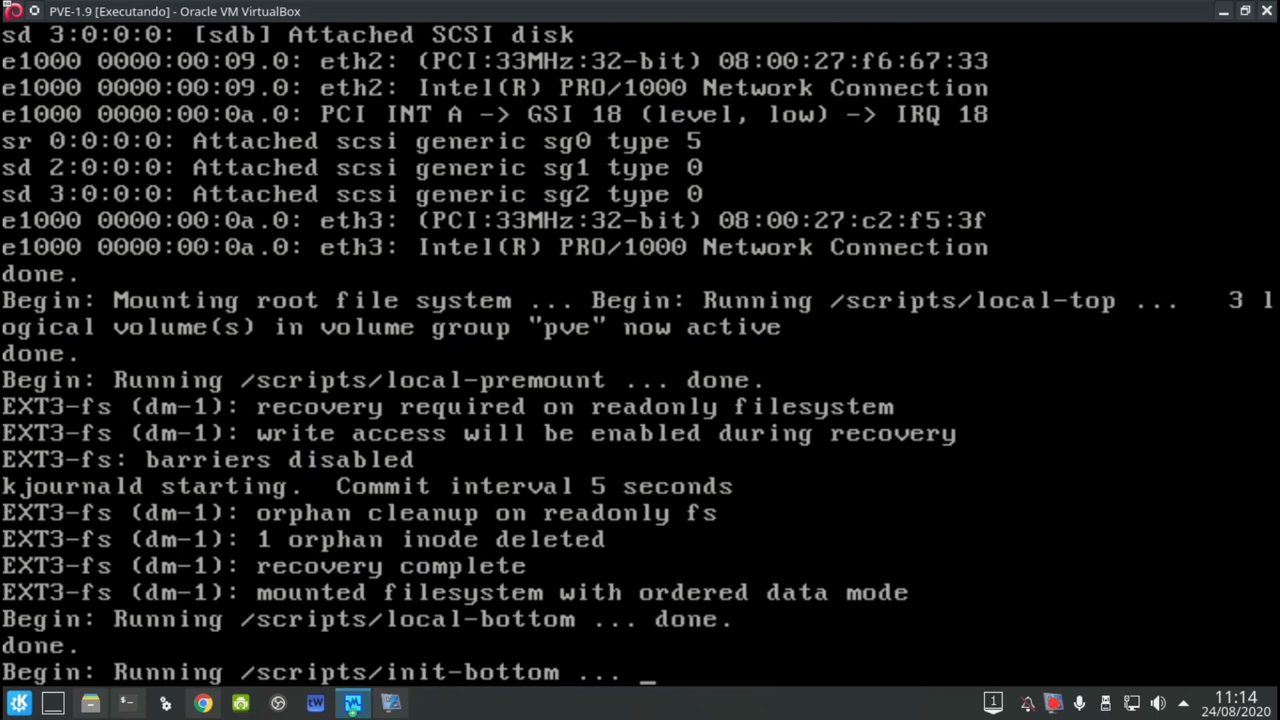 PVE-1.9 [Executando] - Oracle VM VirtualBox
sd 3:0:0:0: [sdb] Attached SCSI disk
e1000 0000:00:09.0: eth2: (PCI:33MHz:32-bit) 08:00:27:f6:67:33
e1000 0000:00:09.0: eth2: Intel(R) PRO/1000 Network Connection
e1000 0000:00:0a.0: PCI INT A -> GSI 18 (level, low) -> IRQ 18
sr 0:0:0:0: Attached scsi generic sg0 type 5
sd 2:0:0:0: Attached scsi generic sg1 type 0
sd 3:0:0:0: Attached scsi generic sg2 type 0
e1000 0000:00:0a.0: eth3: (PCI:33MHz:32-bit) 08:00:27:c2:f5:3f
e1000 0000:00:0a.0: eth3: Intel(R) PRO/1000 Network Connection
done.
Begin: Mounting root file system ... Begin: Running /scripts/local-top ...   3 l
ogical volume(s) in volume group "pve" now active
done.
Begin: Running /scripts/local-premount ... done.
EXT3-fs (dm-1): recovery required on readonly filesystem
EXT3-fs (dm-1): write access will be enabled during recovery
EXT3-fs: barriers disabled
kjournald starting.  Commit interval 5 seconds
EXT3-fs (dm-1): orphan cleanup on readonly fs
EXT3-fs (dm-1): 1 orphan inode deleted
EXT3-fs (dm-1): recovery complete
EXT3-fs (dm-1): mounted filesystem with ordered data mode
Begin: Running /scripts/local-bottom ... done.
done.
Begin: Running /scripts/init-bottom ... _
1
11:14
24/08/2020